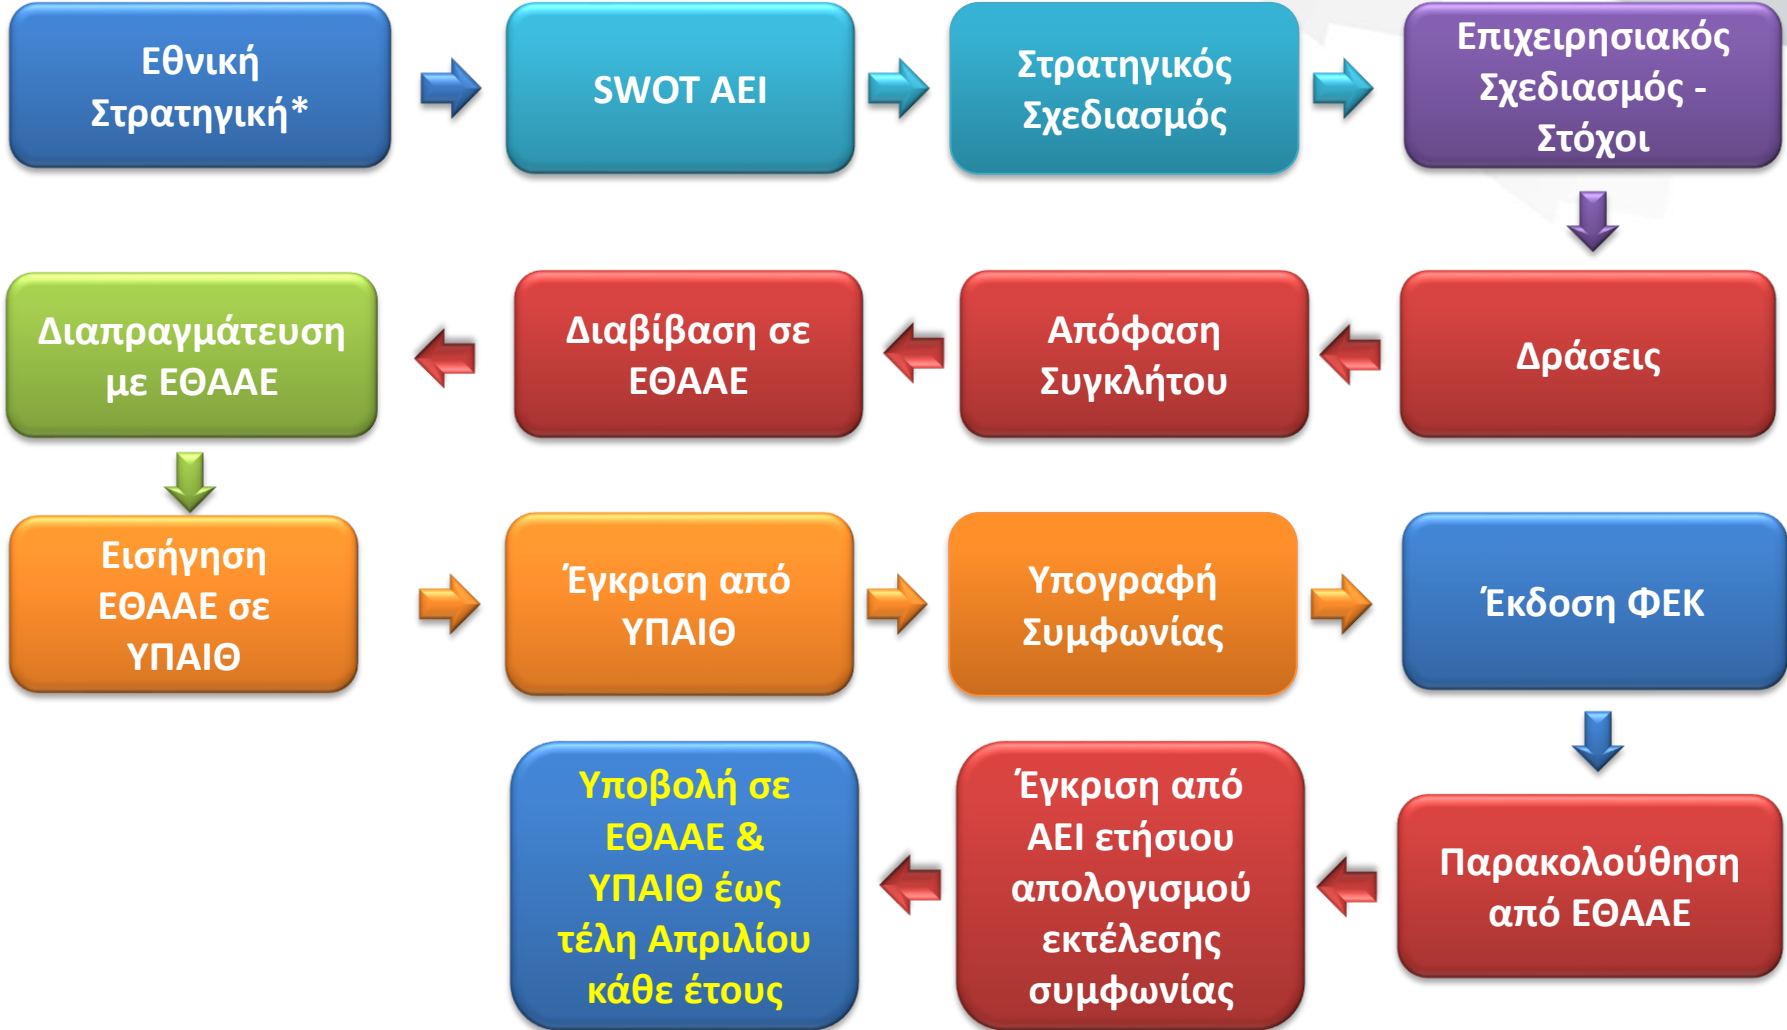 Εθνική
Στρατηγική*
SWOT ΑΕΙ
Στρατηγικός
Σχεδιασμός
Επιχειρησιακός
Σχεδιασμός -
Στόχοι
Δράσεις
Απόφαση
Συγκλήτου
Διαβίβαση σε
ΕΘΑΑΕ
Διαπραγμάτευση
με ΕΘΑΑΕ
Εισήγηση
ΕΘΑΑΕ σε
ΥΠΑΙΘ
Έγκριση από
ΥΠΑΙΘ
Υπογραφή
Συμφωνίας
Έκδοση ΦΕΚ
Παρακολούθηση
από ΕΘΑΑΕ
Έγκριση από
ΑΕΙ ετήσιου
απολογισμού
εκτέλεσης
συμφωνίας
Υποβολή σε
ΕΘΑΑΕ &
ΥΠΑΙΘ έως
τέλη Απριλίου
κάθε έτους